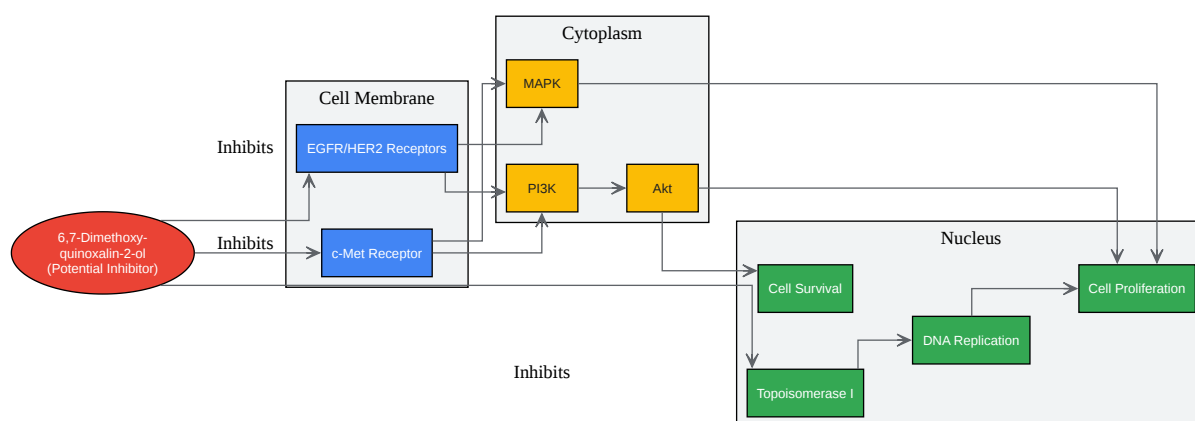 Cytoplasm
MAPK
Cell Membrane
Inhibits
EGFR/HER2 Receptors
PI3K
Akt
6,7-Dimethoxy-
quinoxalin-2-ol
(Potential Inhibitor)
Inhibits
c-Met Receptor
Nucleus
Cell Survival
Cell Proliferation
DNA Replication
Inhibits
Topoisomerase I